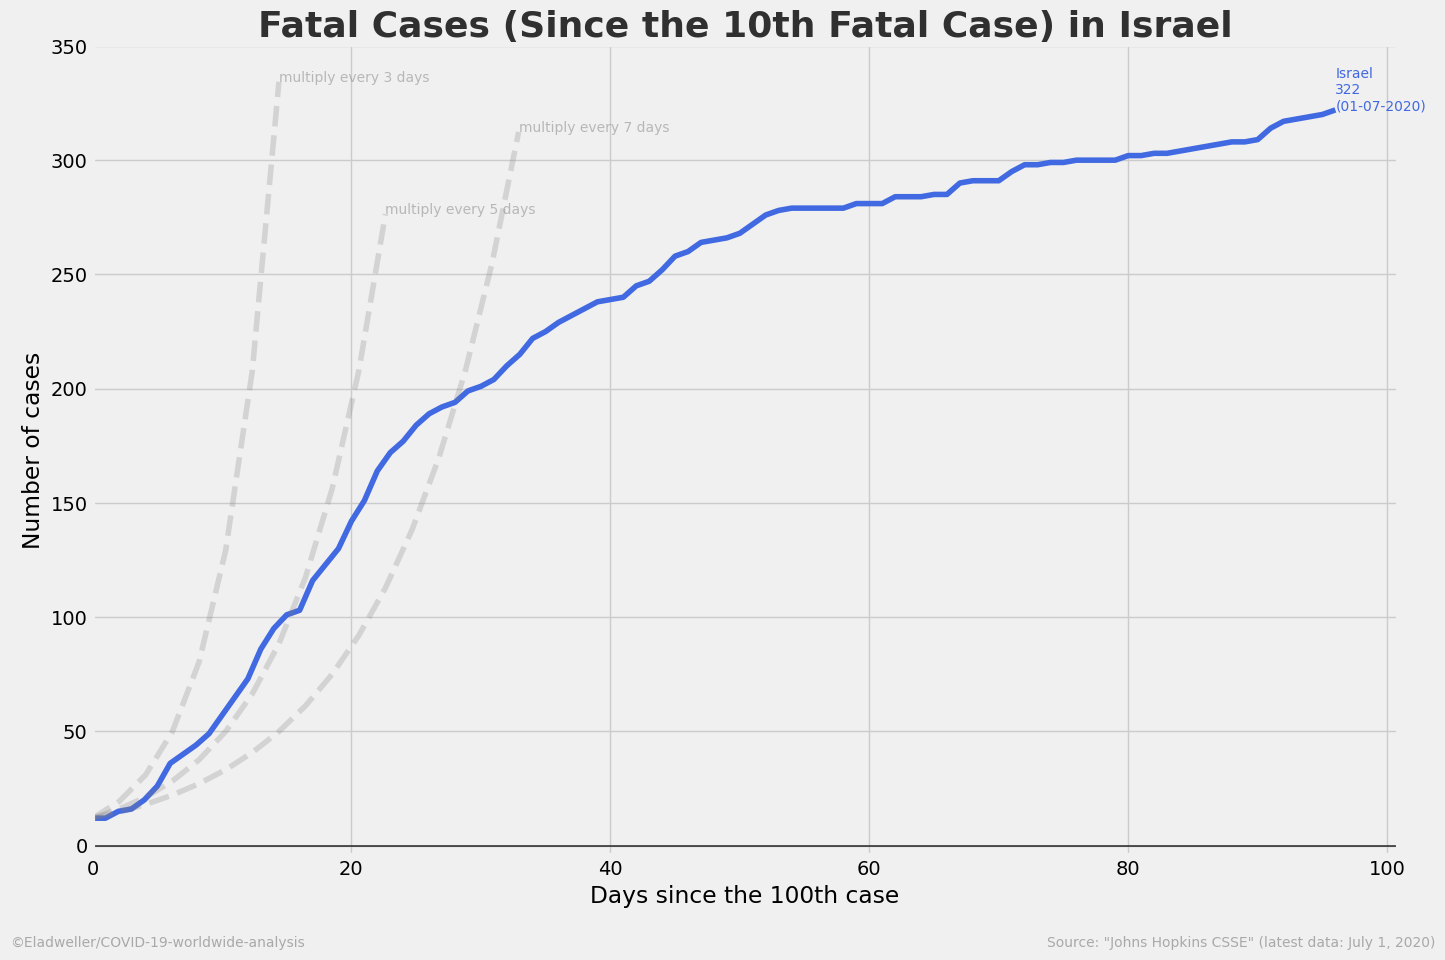 Fatal Cases (Since the 10th Fatal Case) in Israel
350
300
250
200
150
100
50
0
Number of cases
multiply every 3 days
multiply every 7 days
multiply every 5 days
Israel
322
(01-07-2020)
0
20
40
60
80
100
Days since the 100th case
©Eladweller/COVID-19-worldwide-analysis
Source: "Johns Hopkins CSSE" (latest data: July 1, 2020)